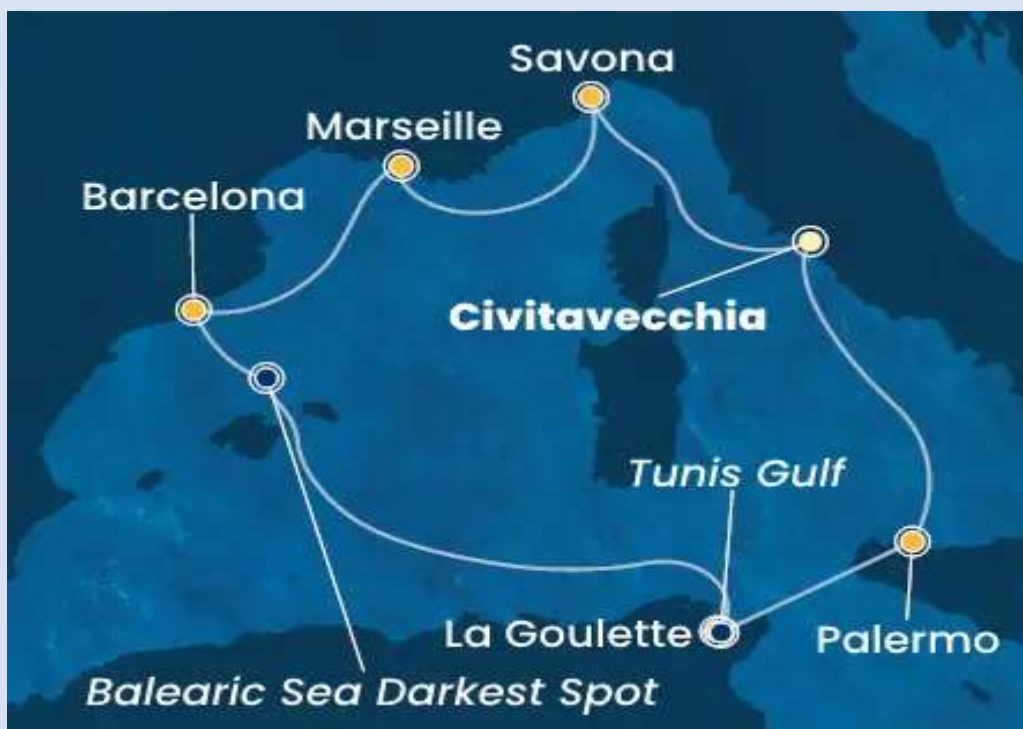 Savona
Marseille
Barcelona
Civitavecchia
Tunis Gulf
La Goulette
Palermo
Balearic Sea Darkest Spot